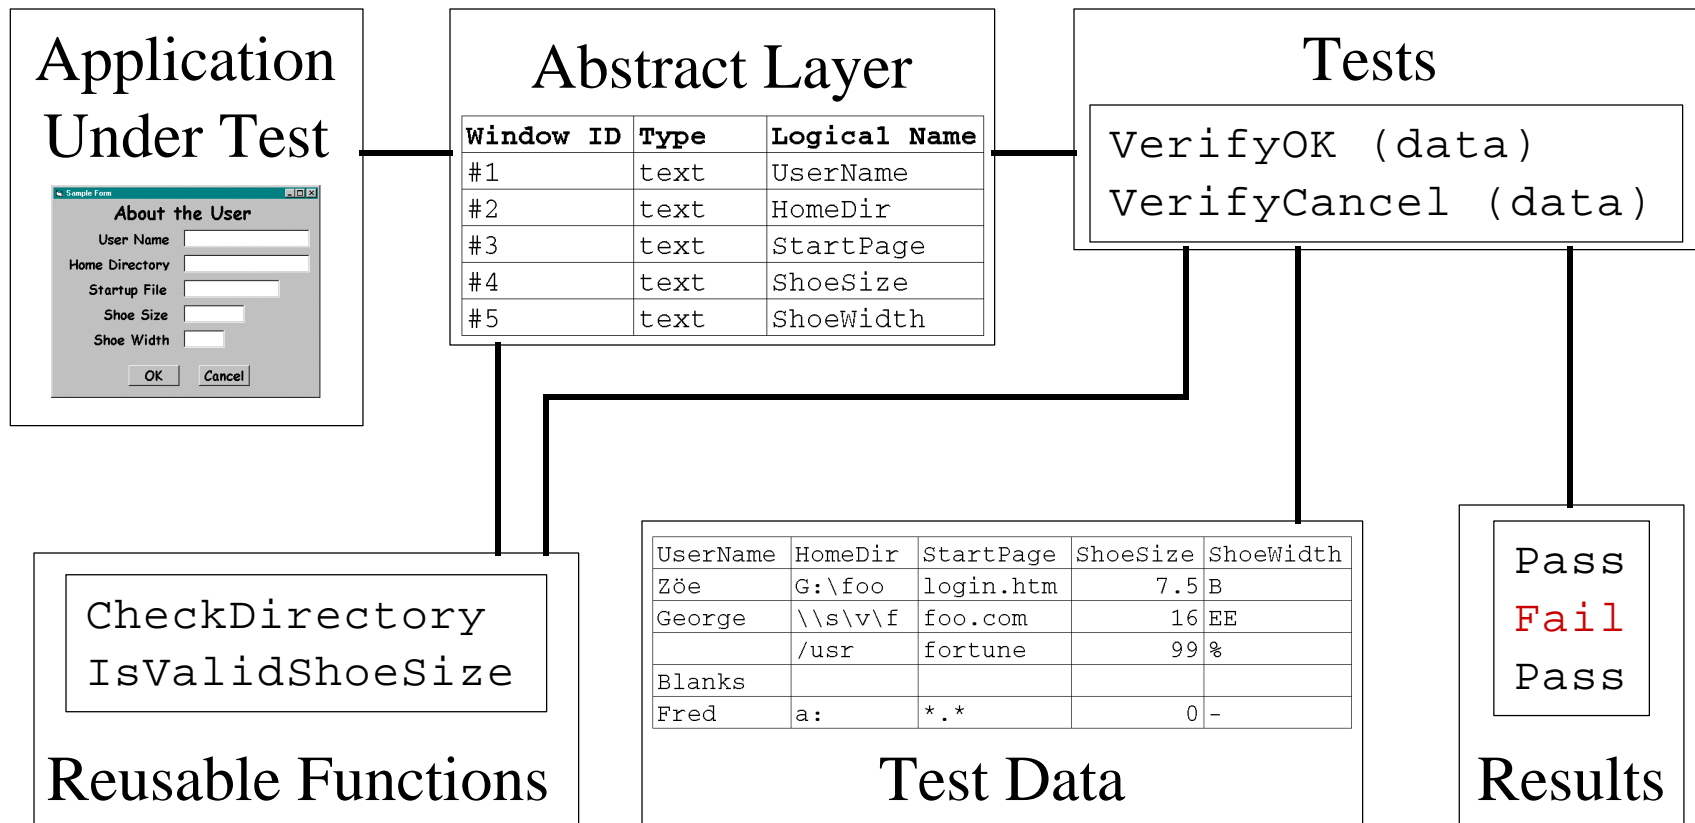 Application
Under Test
Sample Form
About the User
User Name
Home Directory
Startup File
Shoe Size
Shoe Width
OK Cancel
Abstract Layer
Window ID Type Logical Name
#1 text UserName
#2 text HomeDir
#3 text StartPage
#4 text ShoeSize
#5 text ShoeWidth
Tests
VerifyOK (data)
VerifyCancel (data)
CheckDirectory
IsValidShoeSize
Reusable Functions
UserName HomeDir StartPage ShoeSize ShoeWidth
Zöe G:\foo login.htm 7.5 B
George \\s\v\f foo.com 16 EE
/usr fortune 99 %
Blanks
Fred a: *.* 0 -
Test Data
Pass
Fail
Pass
Results